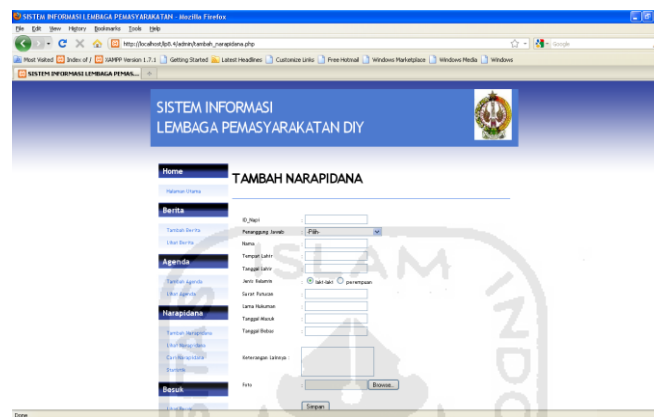 SISTEM INFORMASI LEMBAGA PEMASYARAKATAN - Mozilla Firefox
File Edit View History Bookmarks Tools Help
http://localhost/lp8.4/admin/tambah_narapidana.php
Google
Most Visited Index of / XAMPP Version 1.7.1 Getting Started Latest Headlines Customize Links Free Hotmail Windows Marketplace Windows Media Windows
SISTEM INFORMASI LEMBAGA PEMAS...
SISTEM INFORMASI
LEMBAGA PEMASYARAKATAN DIY
Home
Halaman Utama
Berita
Tambah Berita
Lihat Berita
Agenda
Tambah Agenda
Lihat Agenda
Narapidana
Tambah Narapidana
Lihat Narapidana
Cari Narapidana
Statistik
Besuk
TAMBAH NARAPIDANA
ID_Napi :
Penanggung Jawab : -Pilih-
Nama :
Tempat Lahir :
Tanggal Lahir :
Jenis Kelamin : laki-laki perempuan
Surat Putusan :
Lama Hukuman :
Tanggal Masuk :
Tanggal Bebas :
Keterangan Lainnya :
Foto : Browse...
Simpan
Done
ISLAM